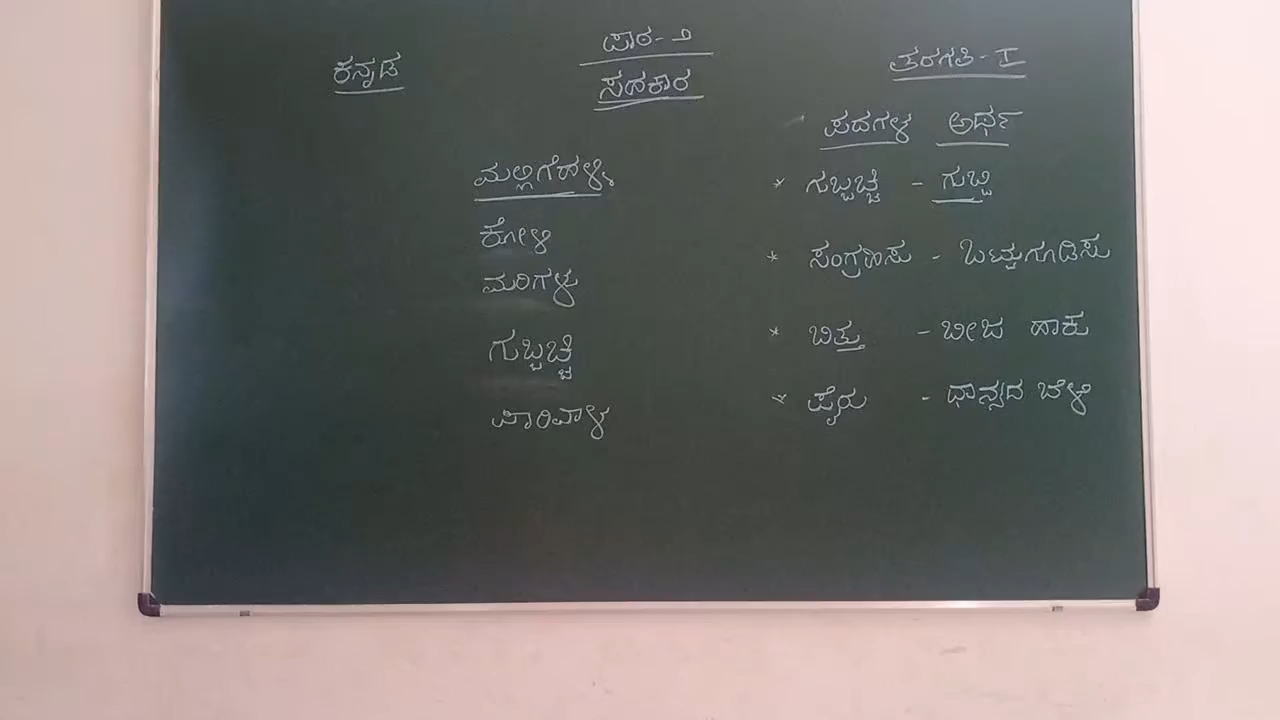 ಕನ್ನಡ
ಪಾಠ- ೨
ಸಹಕಾರ
ತರಗತಿ- I
ಮಲ್ಲಿಗೆಹಳ್ಳಿ
ಕೋಳಿ
ಮರಿಗಳು
ಗುಬ್ಬಚ್ಚಿ
ಪಾರಿವಾಳ
ಪದಗಳ ಅರ್ಥ
* ಗುಬ್ಬಚ್ಚಿ - ಗುಬ್ಬಿ
* ಸಂಗ್ರಹಿಸು - ಒಟ್ಟುಗೂಡಿಸು
* ಬಿತ್ತು - ಬೀಜ ಹಾಕು
* ಪೈರು - ಧಾನ್ಯದ ಬೆಳೆ